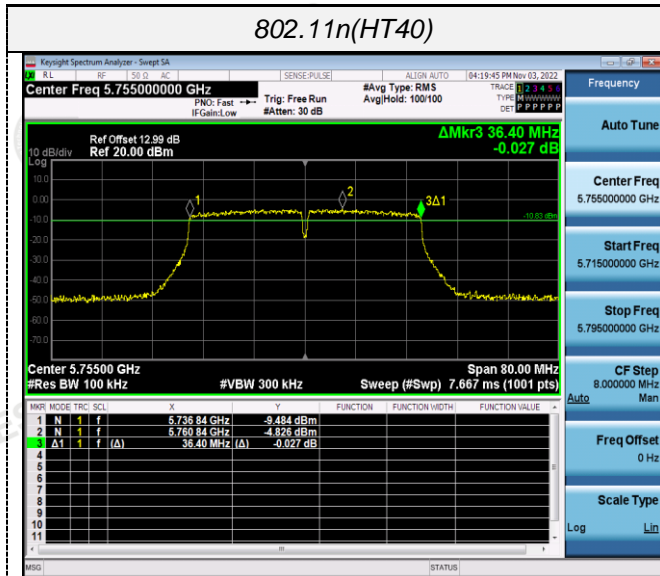 802.11n(HT40)
Keysight Spectrum Analyzer - Swept SA
RL RF 50 Ω AC SENSE:PULSE ALIGN AUTO 04:19:45 PM Nov 03, 2022
Center Freq 5.755000000 GHz
PNO: Fast
IFGain:Low
Trig: Free Run
#Atten: 30 dB
#Avg Type: RMS
Avg|Hold: 100/100
TRACE 1 2 3 4 5 6
TYPE M W W W W W
DET P P P P P P
Ref Offset 12.99 dB
Ref 20.00 dBm
10 dB/div
Log
ΔMkr3 36.40 MHz
-0.027 dB
10.0
0.00
-10.0
-20.0
-30.0
-40.0
-50.0
-60.0
-70.0
1
2
3Δ1
-10.83 dBm
Center 5.75500 GHz
#Res BW 100 kHz
#VBW 300 kHz
Span 80.00 MHz
Sweep (#Swp) 7.667 ms (1001 pts)
MKR MODE TRC SCL X Y FUNCTION FUNCTION WIDTH FUNCTION VALUE
1 N 1 f 5.736 84 GHz -9.484 dBm
2 N 1 f 5.760 84 GHz -4.826 dBm
3 Δ1 1 f (Δ) 36.40 MHz (Δ) -0.027 dB
4
5
6
7
8
9
10
11
MSG STATUS
Frequency
Auto Tune
Center Freq
5.755000000 GHz
Start Freq
5.715000000 GHz
Stop Freq
5.795000000 GHz
CF Step
8.000000 MHz
Auto Man
Freq Offset
0 Hz
Scale Type
Log Lin